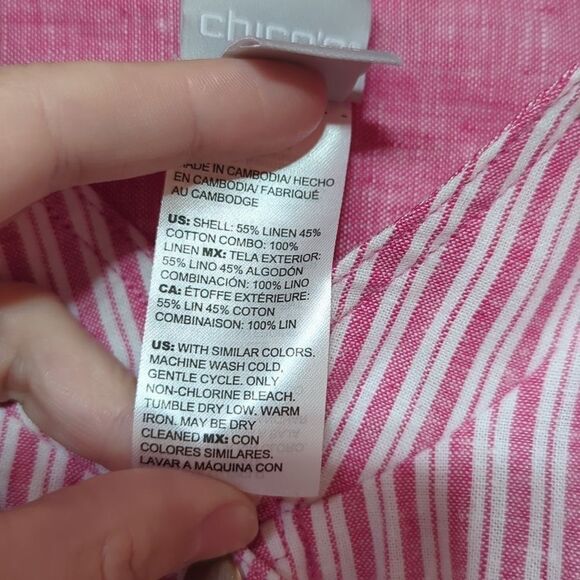 chico's
MADE IN CAMBODIA/ HECHO
EN CAMBODIA/ FABRIQUÉ
AU CAMBODGE
US: SHELL: 55% LINEN 45%
COTTON COMBO: 100%
LINEN MX: TELA EXTERIOR:
55% LINO 45% ALGODÓN
COMBINACIÓN: 100% LINO
CA: ÉTOFFE EXTÉRIEURE:
55% LIN 45% COTON
COMBINAISON: 100% LIN
US: WITH SIMILAR COLORS.
MACHINE WASH COLD,
GENTLE CYCLE. ONLY
NON-CHLORINE BLEACH.
TUMBLE DRY LOW. WARM
IRON. MAY BE DRY
CLEANED MX: CON
COLORES SIMILARES.
LAVAR A MÁQUINA CON